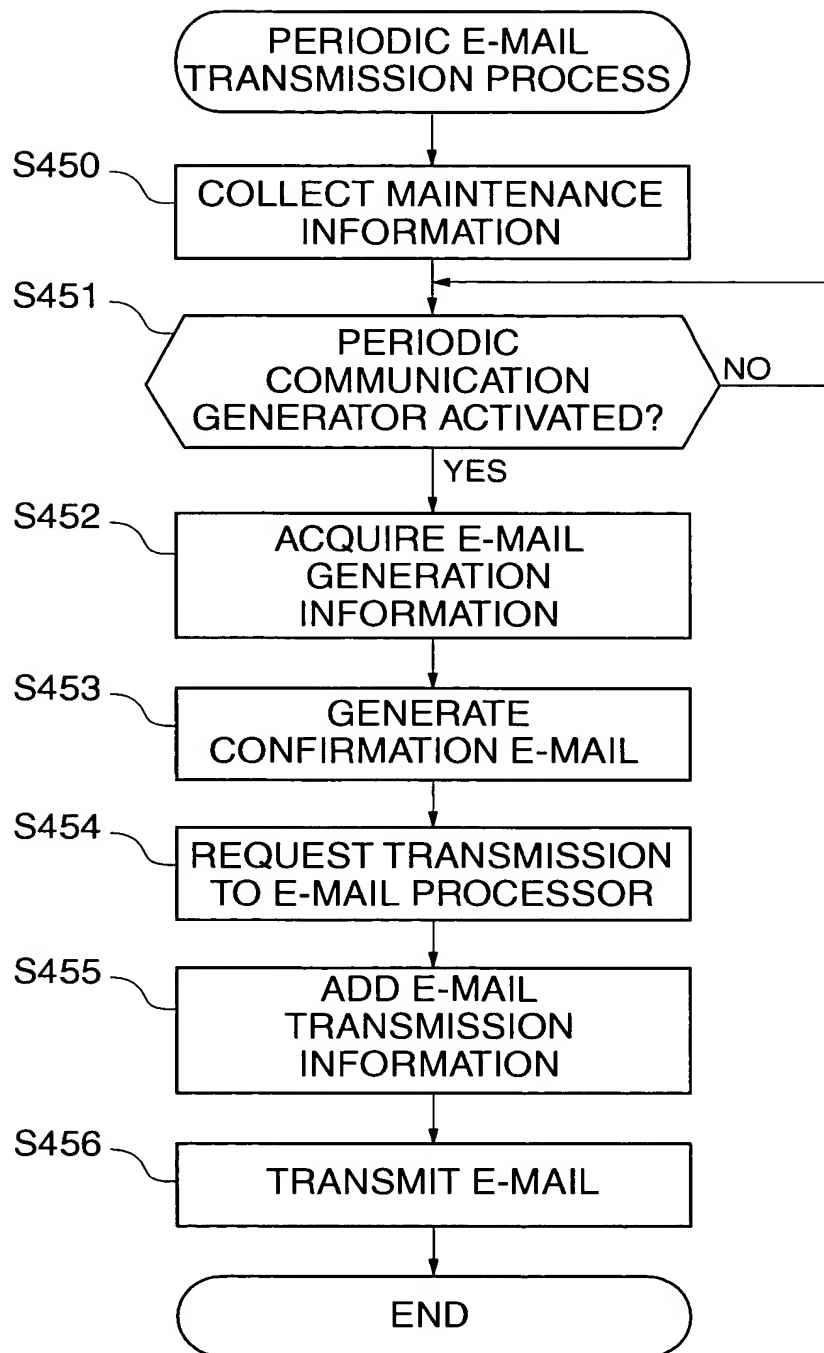 PERIODIC E-MAIL
TRANSMISSION PROCESS
S450
COLLECT MAINTENANCE
INFORMATION
S451
PERIODIC
COMMUNICATION
GENERATOR ACTIVATED?
NO
YES
S452
ACQUIRE E-MAIL
GENERATION
INFORMATION
S453
GENERATE
CONFIRMATION E-MAIL
S454
REQUEST TRANSMISSION
TO E-MAIL PROCESSOR
S455
ADD E-MAIL
TRANSMISSION
INFORMATION
S456
TRANSMIT E-MAIL
END